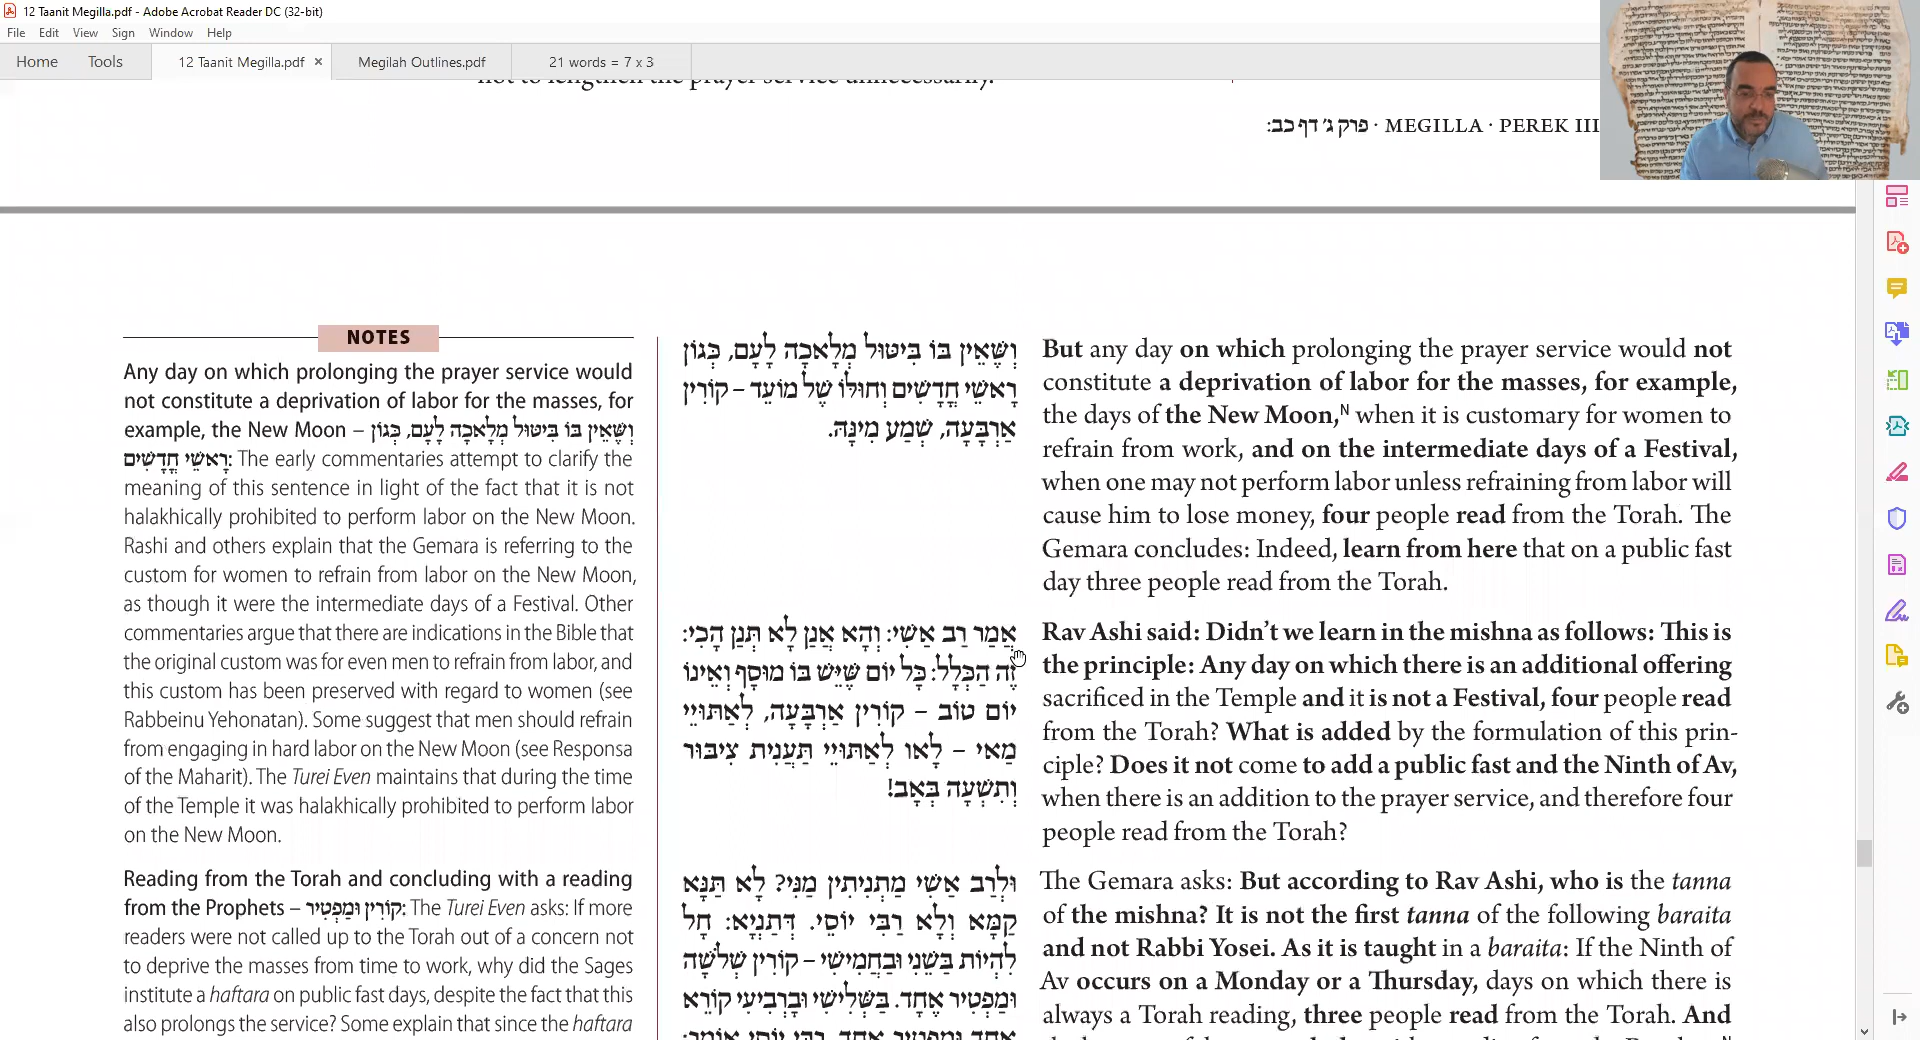 12 Taanit Megilla.pdf - Adobe Acrobat Reader DC (32-bit)
File Edit View Sign Window Help
Home Tools 12 Taanit Megilla.pdf × Megilah Outlines.pdf 21 words = 7 x 3
not to lengthen the prayer service unnecessarily.
פרק ג׳ דף כב: · MEGILLA · PEREK III
NOTES
Any day on which prolonging the prayer service would
not constitute a deprivation of labor for the masses, for
example, the New Moon – וְשֶׁאֵין בּוֹ בִּיטּוּל מְלָאכָה לָעָם, כְּגוֹן
רָאשֵׁי חֳדָשִׁים: The early commentaries attempt to clarify the
meaning of this sentence in light of the fact that it is not
halakhically prohibited to perform labor on the New Moon.
Rashi and others explain that the Gemara is referring to the
custom for women to refrain from labor on the New Moon,
as though it were the intermediate days of a Festival. Other
commentaries argue that there are indications in the Bible that
the original custom was for even men to refrain from labor, and
this custom has been preserved with regard to women (see
Rabbeinu Yehonatan). Some suggest that men should refrain
from engaging in hard labor on the New Moon (see Responsa
of the Maharit). The Turei Even maintains that during the time
of the Temple it was halakhically prohibited to perform labor
on the New Moon.
Reading from the Torah and concluding with a reading
from the Prophets – קוֹרִין וּמַפְטִיר: The Turei Even asks: If more
readers were not called up to the Torah out of a concern not
to deprive the masses from time to work, why did the Sages
institute a haftara on public fast days, despite the fact that this
also prolongs the service? Some explain that since the haftara
וְשֶׁאֵין בּוֹ בִּיטּוּל מְלָאכָה לָעָם, כְּגוֹן
רָאשֵׁי חֳדָשִׁים וְחוּלּוֹ שֶׁל מוֹעֵד – קוֹרִין
אַרְבָּעָה, שְׁמַע מִינַּהּ.
אָמַר רַב אַשִׁי: וְהָא אֲנַן לָא תְּנַן הָכִי:
זֶה הַכְּלָל: כָּל יוֹם שֶׁיֵּשׁ בּוֹ מוּסָף וְאֵינוֹ
יוֹם טוֹב – קוֹרִין אַרְבָּעָה, לְאַתּוּיֵי
מַאי – לָאו לְאַתּוּיֵי תַּעֲנִית צִיבּוּר
וְתִשְׁעָה בְּאָב!
וּלְרַב אַשִׁי מַתְנִיתִין מַנִּי? לָא תַּנָּא
קַמָּא וְלָא רַבִּי יוֹסֵי. דְּתַנְיָא: חָל
לִהְיוֹת בַּשֵּׁנִי וּבַחֲמִישִׁי – קוֹרִין שְׁלֹשָׁה
וּמַפְטִיר אֶחָד. בַּשְּׁלִישִׁי וּבָרְבִיעִי קוֹרֵא
אֶחָד וּמַפְטִיר אֶחָד. רַבִּי יוֹסֵי אוֹמֵר:
But any day on which prolonging the prayer service would not
constitute a deprivation of labor for the masses, for example,
the days of the New Moon,N when it is customary for women to
refrain from work, and on the intermediate days of a Festival,
when one may not perform labor unless refraining from labor will
cause him to lose money, four people read from the Torah. The
Gemara concludes: Indeed, learn from here that on a public fast
day three people read from the Torah.
Rav Ashi said: Didn't we learn in the mishna as follows: This is
the principle: Any day on which there is an additional offering
sacrificed in the Temple and it is not a Festival, four people read
from the Torah? What is added by the formulation of this prin-
ciple? Does it not come to add a public fast and the Ninth of Av,
when there is an addition to the prayer service, and therefore four
people read from the Torah?
The Gemara asks: But according to Rav Ashi, who is the tanna
of the mishna? It is not the first tanna of the following baraita
and not Rabbi Yosei. As it is taught in a baraita: If the Ninth of
Av occurs on a Monday or a Thursday, days on which there is
always a Torah reading, three people read from the Torah. And